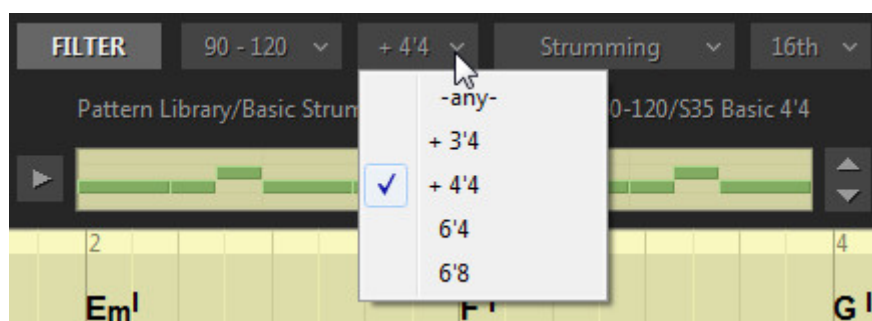 FILTER 90 - 120 + 4'4 Strumming 16th
-any-
Pattern Library/Basic Strum 0-120/S35 Basic 4'4
+ 3'4
+ 4'4
6'4
2 4
6'8
Em G